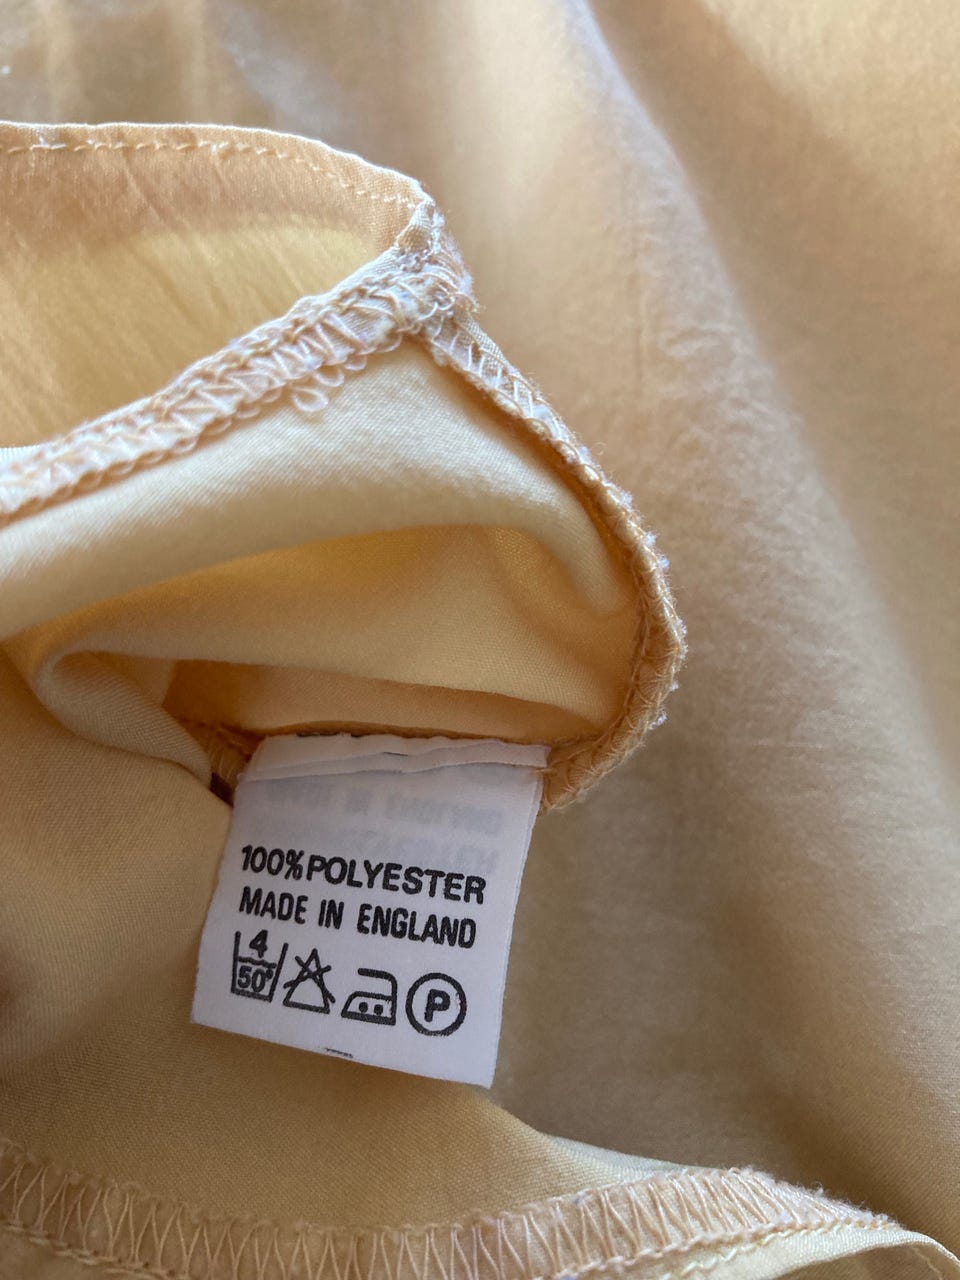 100% POLYESTER
MADE IN ENGLAND
4
50° P